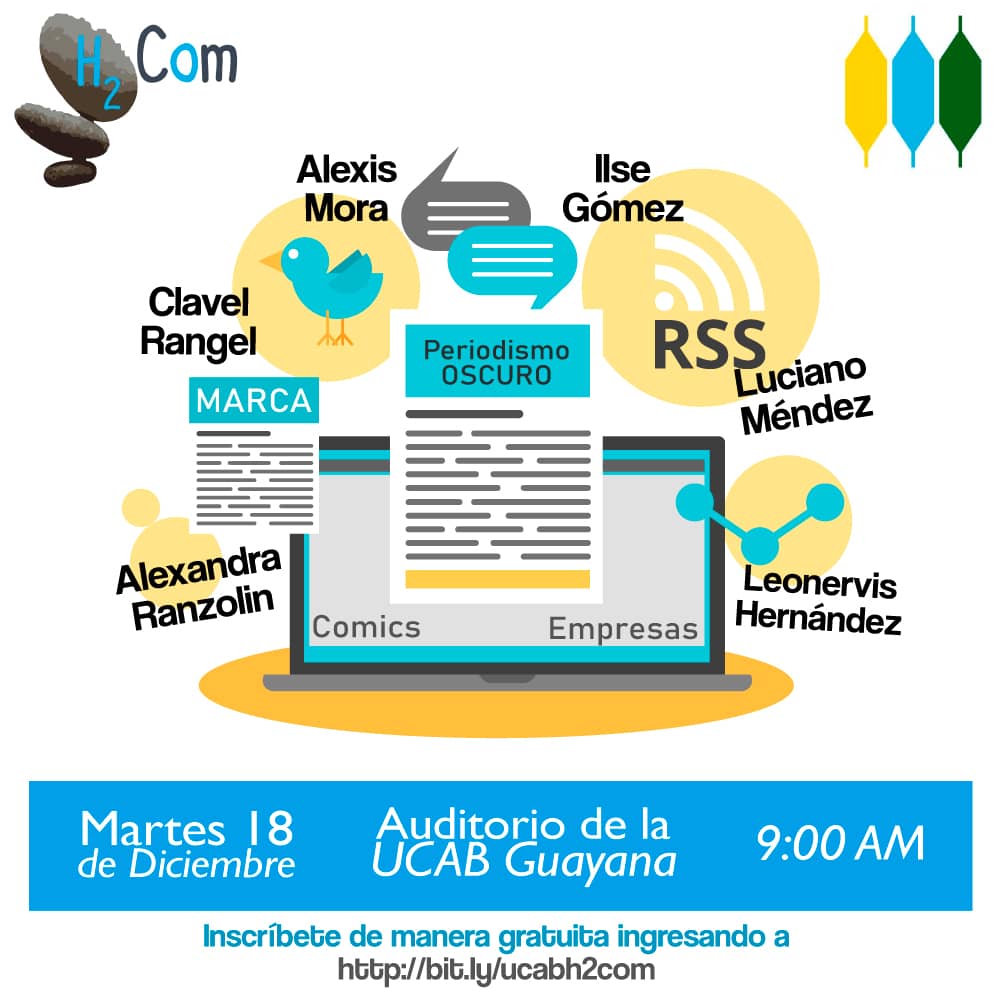 H2Com
Alexis
Mora
Ilse
Gómez
Clavel
Rangel
Periodismo
OSCURO
RSS
MARCA
Luciano
Méndez
Alexandra
Ranzolin
Leonervis
Hernández
Comics
Empresas
Martes 18
de Diciembre
Auditorio de la
UCAB Guayana
9:00 AM
Inscríbete de manera gratuita ingresando a
http://bit.ly/ucabh2com